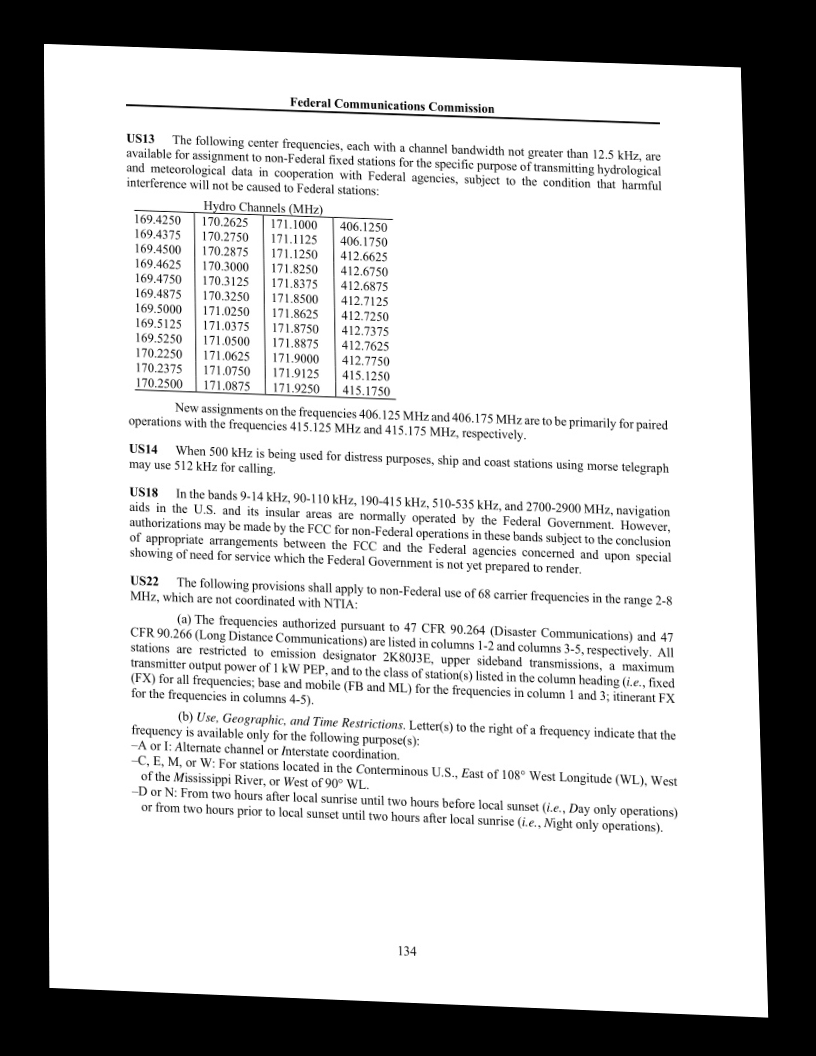 Federal Communications Commission
US13 The following center frequencies, each with a channel bandwidth not greater than 12.5 kHz, are
available for assignment to non-Federal fixed stations for the specific purpose of transmitting hydrological
and meteorological data in cooperation with Federal agencies, subject to the condition that harmful
interference will not be caused to Federal stations:
Hydro Channels (MHz)
169.4250 170.2625 171.1000 406.1250
169.4375 170.2750 171.1125 406.1750
169.4500 170.2875 171.1250 412.6625
169.4625 170.3000 171.8250 412.6750
169.4750 170.3125 171.8375 412.6875
169.4875 170.3250 171.8500 412.7125
169.5000 171.0250 171.8625 412.7250
169.5125 171.0375 171.8750 412.7375
169.5250 171.0500 171.8875 412.7625
170.2250 171.0625 171.9000 412.7750
170.2375 171.0750 171.9125 415.1250
170.2500 171.0875 171.9250 415.1750
New assignments on the frequencies 406.125 MHz and 406.175 MHz are to be primarily for paired
operations with the frequencies 415.125 MHz and 415.175 MHz, respectively.
US14 When 500 kHz is being used for distress purposes, ship and coast stations using morse telegraph
may use 512 kHz for calling.
US18 In the bands 9-14 kHz, 90-110 kHz, 190-415 kHz, 510-535 kHz, and 2700-2900 MHz, navigation
aids in the U.S. and its insular areas are normally operated by the Federal Government. However,
authorizations may be made by the FCC for non-Federal operations in these bands subject to the conclusion
of appropriate arrangements between the FCC and the Federal agencies concerned and upon special
showing of need for service which the Federal Government is not yet prepared to render.
US22 The following provisions shall apply to non-Federal use of 68 carrier frequencies in the range 2-8
MHz, which are not coordinated with NTIA:
(a) The frequencies authorized pursuant to 47 CFR 90.264 (Disaster Communications) and 47
CFR 90.266 (Long Distance Communications) are listed in columns 1-2 and columns 3-5, respectively. All
stations are restricted to emission designator 2K80J3E, upper sideband transmissions, a maximum
transmitter output power of 1 kW PEP, and to the class of station(s) listed in the column heading (i.e., fixed
(FX) for all frequencies; base and mobile (FB and ML) for the frequencies in column 1 and 3; itinerant FX
for the frequencies in columns 4-5).
(b) Use, Geographic, and Time Restrictions. Letter(s) to the right of a frequency indicate that the
frequency is available only for the following purpose(s):
–A or I: Alternate channel or Interstate coordination.
–C, E, M, or W: For stations located in the Conterminous U.S., East of 108° West Longitude (WL), West
of the Mississippi River, or West of 90° WL.
–D or N: From two hours after local sunrise until two hours before local sunset (i.e., Day only operations)
or from two hours prior to local sunset until two hours after local sunrise (i.e., Night only operations).
134